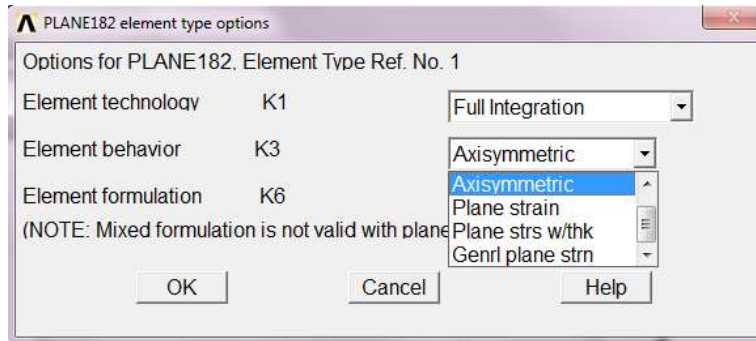 PLANE182 element type options
Options for PLANE182, Element Type Ref. No. 1
Element technology K1 Full Integration
Element behavior K3 Axisymmetric
Axisymmetric
Element formulation K6 Plane strain
(NOTE: Mixed formulation is not valid with plane Plane strs w/thk
Genrl plane strn
OK Cancel Help